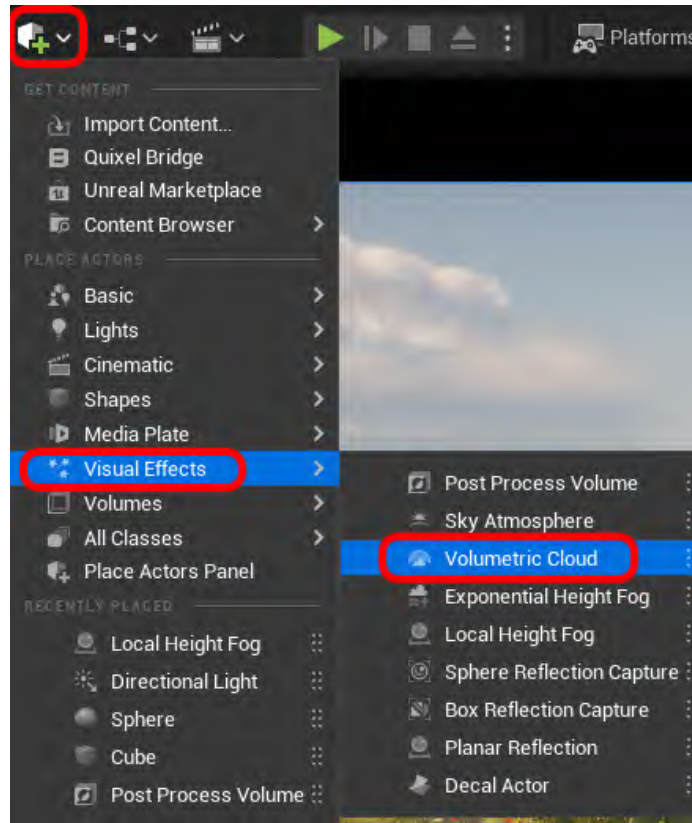 Platforms
GET CONTENT
Import Content...
Quixel Bridge
Unreal Marketplace
Content Browser
PLACE ACTORS
Basic
Lights
Cinematic
Shapes
Media Plate
Visual Effects
Volumes
All Classes
Place Actors Panel
RECENTLY PLACED
Local Height Fog
Directional Light
Sphere
Cube
Post Process Volume
Post Process Volume
Sky Atmosphere
Volumetric Cloud
Exponential Height Fog
Local Height Fog
Sphere Reflection Capture
Box Reflection Capture
Planar Reflection
Decal Actor